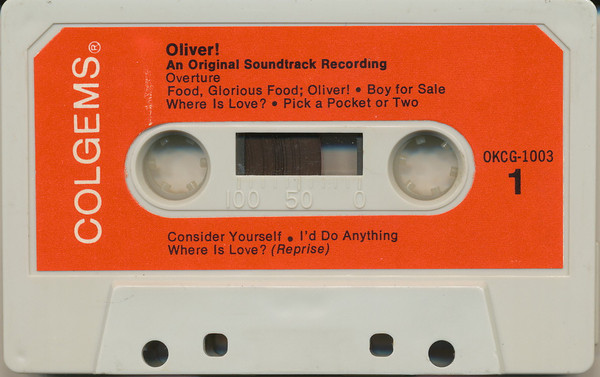 COLGEMS®
Oliver!
An Original Soundtrack Recording
Overture
Food, Glorious Food; Oliver! • Boy for Sale
Where Is Love? • Pick a Pocket or Two
OKCG-1003
1
100 50 0
Consider Yourself • I'd Do Anything
Where Is Love? (Reprise)